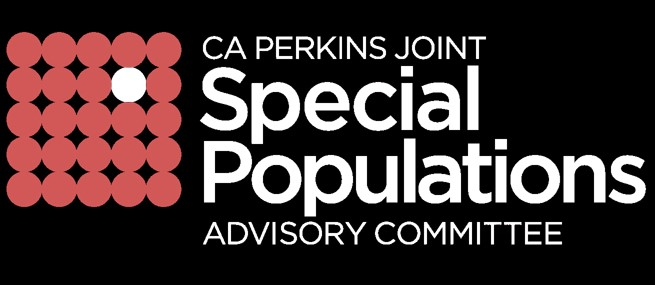 CA PERKINS JOINT
Special
Populations
ADVISORY COMMITTEE